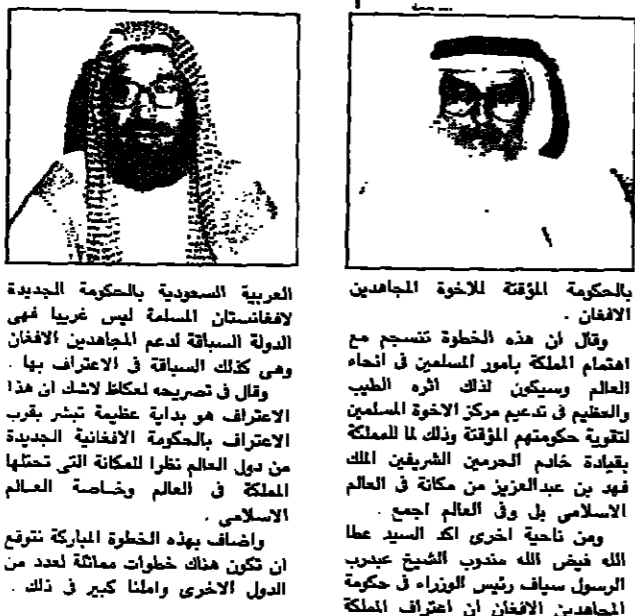 بالحكومة المؤقتة للاخوة المجاهدين
الافغان .
وقال ان هذه الخطوة تنسجم مع
اهتمام المملكة بامور المسلمين فى انحاء
العالم وسيكون لذلك اثره الطيب
والعظيم فى تدعيم مركز الاخوة المسلمين
لتقوية حكومتهم المؤقتة وذلك لما للمملكة
بقيادة خادم الحرمين الشريفين الملك
فهد بن عبدالعزيز من مكانة فى العالم
الاسلامى بل وفى العالم اجمع .
ومن ناحية اخرى اكد السيد عطا
الله فيض الله مندوب الشيخ عبدرب
الرسول سياف رئيس الوزراء فى حكومة
المجاهدين الافغان ان اعتراف المملكة
العربية السعودية بالحكومة الجديدة
لافغانستان المسلمة ليس غريبا فهى
الدولة السباقة لدعم المجاهدين الافغان
وهى كذلك السباقة فى الاعتراف بها .
وقال فى تصريحه لعكاظ لاشك ان هذا
الاعتراف هو بداية عظيمة تبشر بقرب
الاعتراف بالحكومة الافغانية الجديدة
من دول العالم نظرا للمكانة التى تحتلها
المملكة فى العالم وخاصة العالم
الاسلامى .
واضاف بهذه الخطوة المباركة نتوقع
ان تكون هناك خطوات مماثلة لعدد من
الدول الاخرى واملنا كبير فى ذلك .